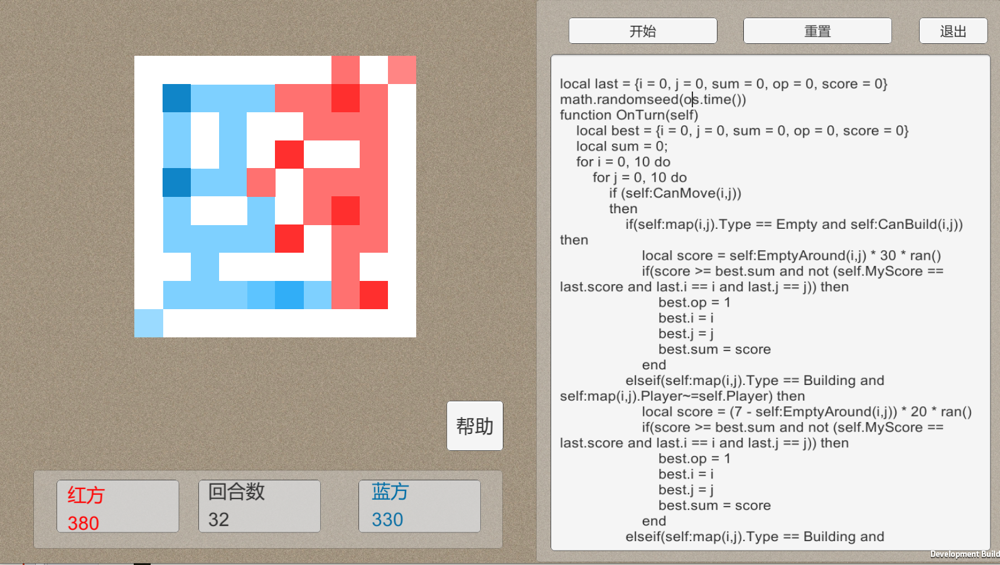 开始
重置
退出
local last = {i = 0, j = 0, sum = 0, op = 0, score = 0}
math.randomseed(os.time())
function OnTurn(self)
local best = {i = 0, j = 0, sum = 0, op = 0, score = 0}
local sum = 0;
for i = 0, 10 do
for j = 0, 10 do
if (self:CanMove(i,j))
then
if(self:map(i,j).Type == Empty and self:CanBuild(i,j))
then
local score = self:EmptyAround(i,j) * 30 * ran()
if(score >= best.sum and not (self.MyScore ==
last.score and last.i == i and last.j == j)) then
best.op = 1
best.i = i
best.j = j
best.sum = score
end
elseif(self:map(i,j).Type == Building and
self:map(i,j).Player~=self.Player) then
local score = (7 - self:EmptyAround(i,j)) * 20 * ran()
if(score >= best.sum and not (self.MyScore ==
last.score and last.i == i and last.j == j)) then
best.op = 1
best.i = i
best.j = j
best.sum = score
end
elseif(self:map(i,j).Type == Building and
帮助
红方
380
回合数
32
蓝方
330
Development Build